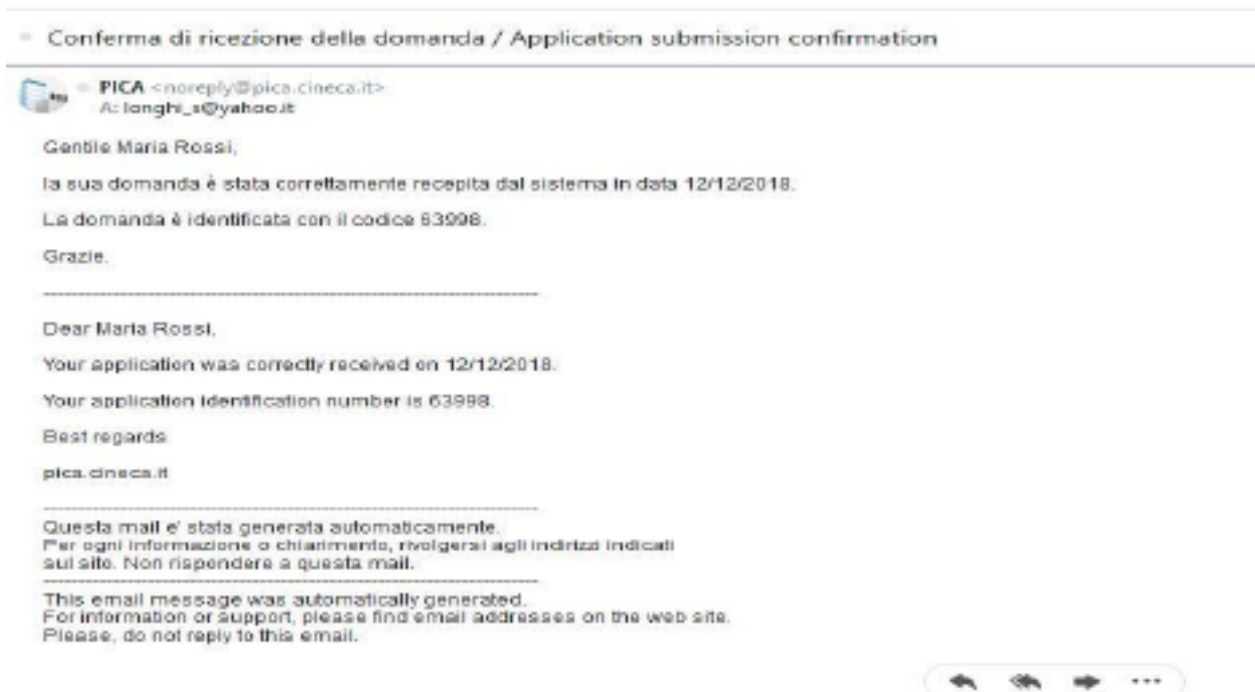 Conferma di ricezione della domanda / Application submission confirmation
PICA <noreply@pica.cineca.it>
A: longhi_s@yahoo.it
Gentile Maria Rossi,
la sua domanda è stata correttamente recepita dal sistema in data 12/12/2018.
La domanda è identificata con il codice 63998.
Grazie.
Dear Maria Rossi,
Your application was correctly received on 12/12/2018.
Your application identification number is 63998.
Best regards
pica.cineca.it
Questa mail e' stata generata automaticamente.
Per ogni informazione o chiarimento, rivolgersi agli indirizzi indicati
sul sito. Non rispondere a questa mail.
This email message was automatically generated.
For information or support, please find email addresses on the web site.
Please, do not reply to this email.